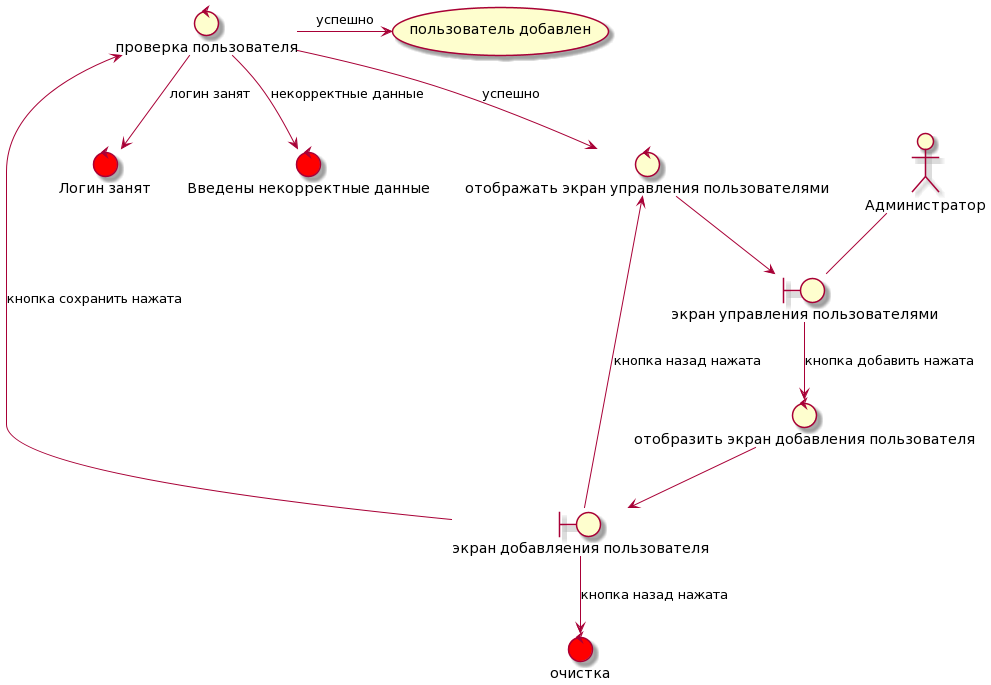 успешно
пользователь добавлен
проверка пользователя
логин занят
некорректные данные
успешно
Логин занят
Введены некорректные данные
отображать экран управления пользователями
Администратор
кнопка сохранить нажата
экран управления пользователями
кнопка назад нажата
кнопка добавить нажата
отобразить экран добавления пользователя
экран добавляения пользователя
кнопка назад нажата
очистка